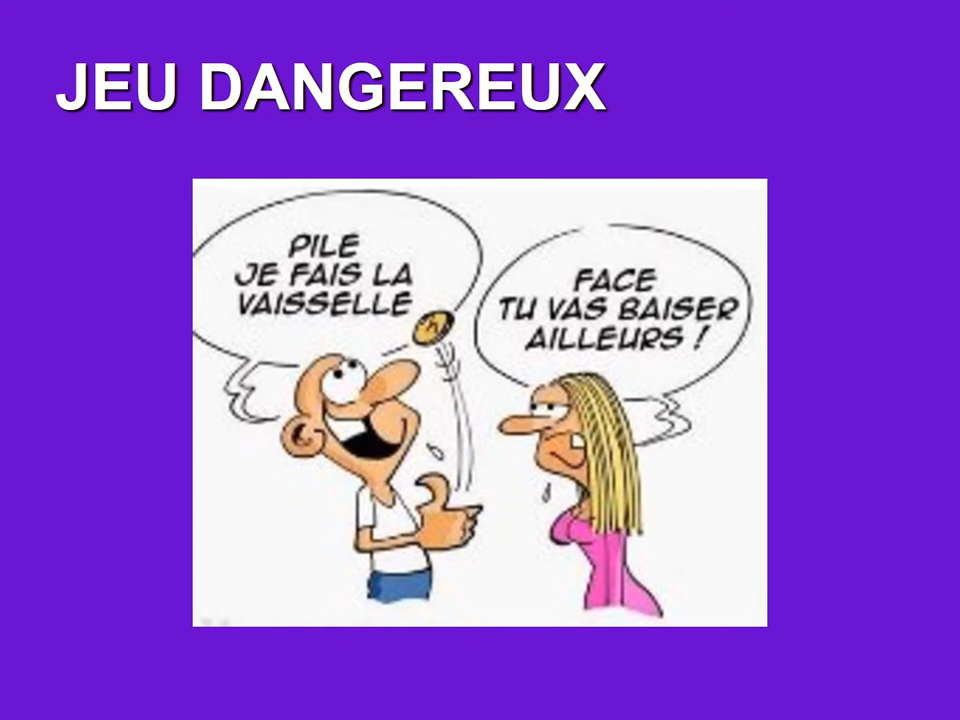 JEU DANGEREUX
PILE
JE FAIS LA
VAISSELLE
FACE
TU VAS BAISER
AILLEURS !